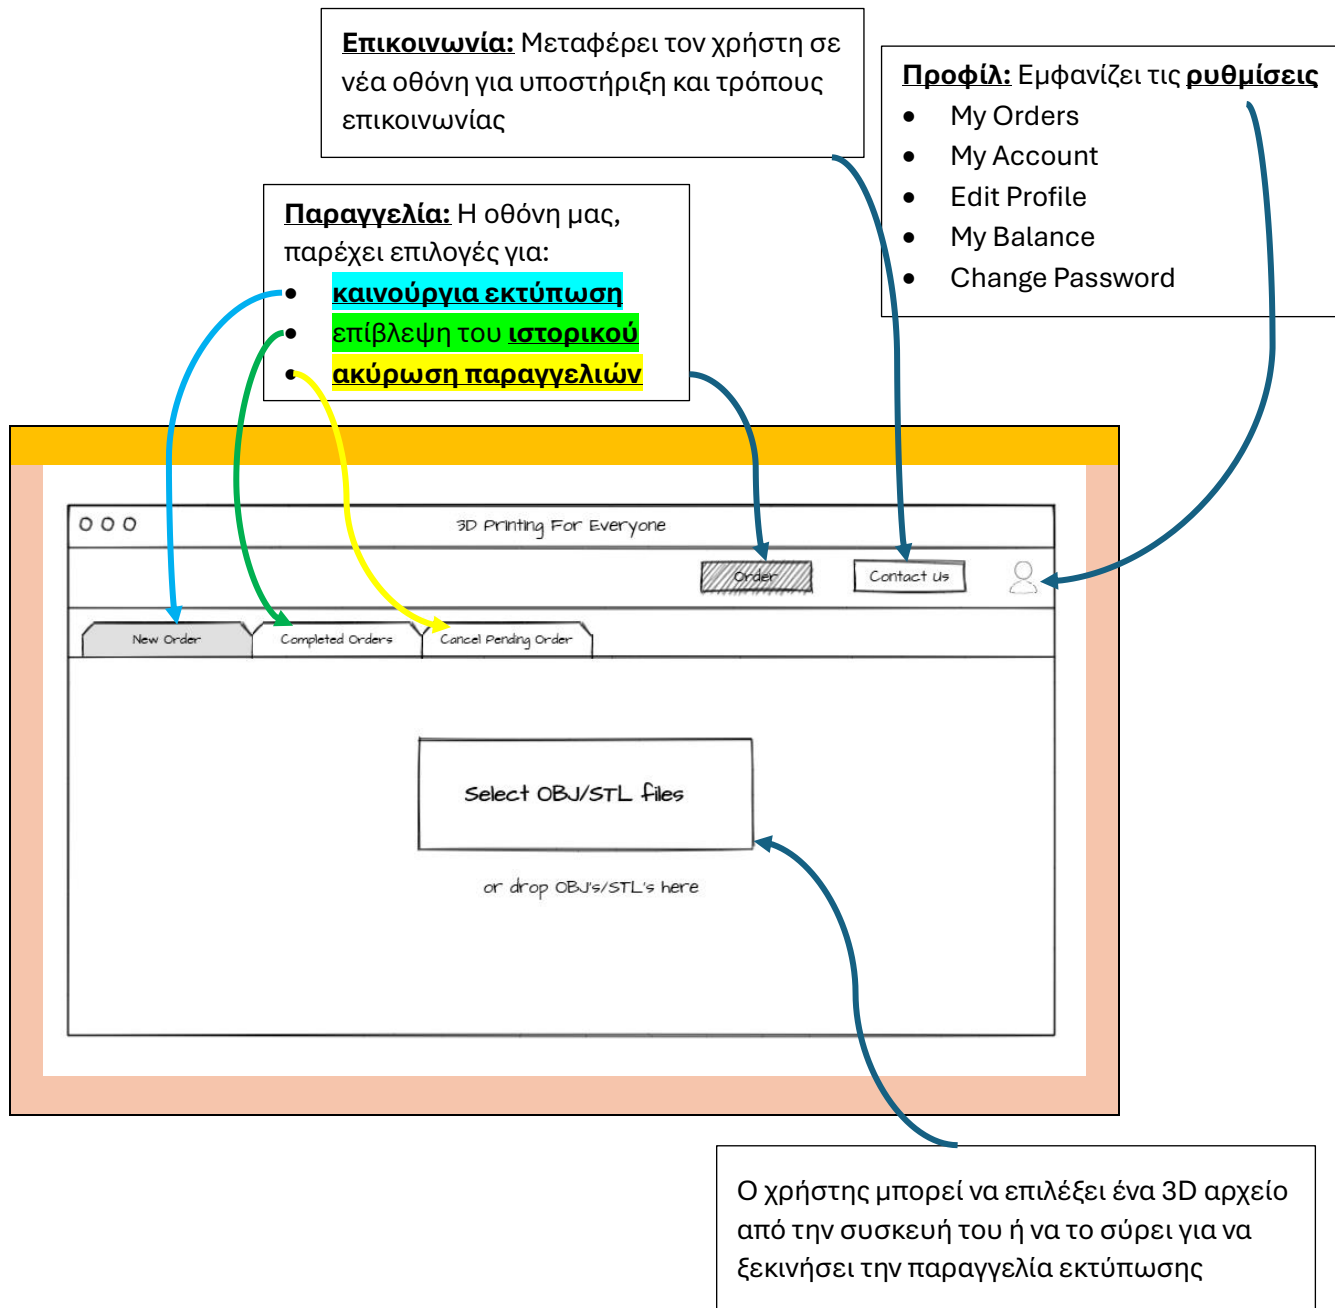 Επικοινωνία: Μεταφέρει τον χρήστη σε
νέα οθόνη για υποστήριξη και τρόπους
επικοινωνίας
Προφίλ: Εμφανίζει τις ρυθμίσεις
• My Orders
• My Account
• Edit Profile
• My Balance
• Change Password
Παραγγελία: Η οθόνη μας,
παρέχει επιλογές για:
• καινούργια εκτύπωση
• επίβλεψη του ιστορικού
• ακύρωση παραγγελιών
3D Printing For Everyone
Order
Contact Us
New Order
Completed Orders
Cancel Pending Order
Select OBJ/STL files
or drop OBJ's/STL's here
Ο χρήστης μπορεί να επιλέξει ένα 3D αρχείο
από την συσκευή του ή να το σύρει για να
ξεκινήσει την παραγγελία εκτύπωσης